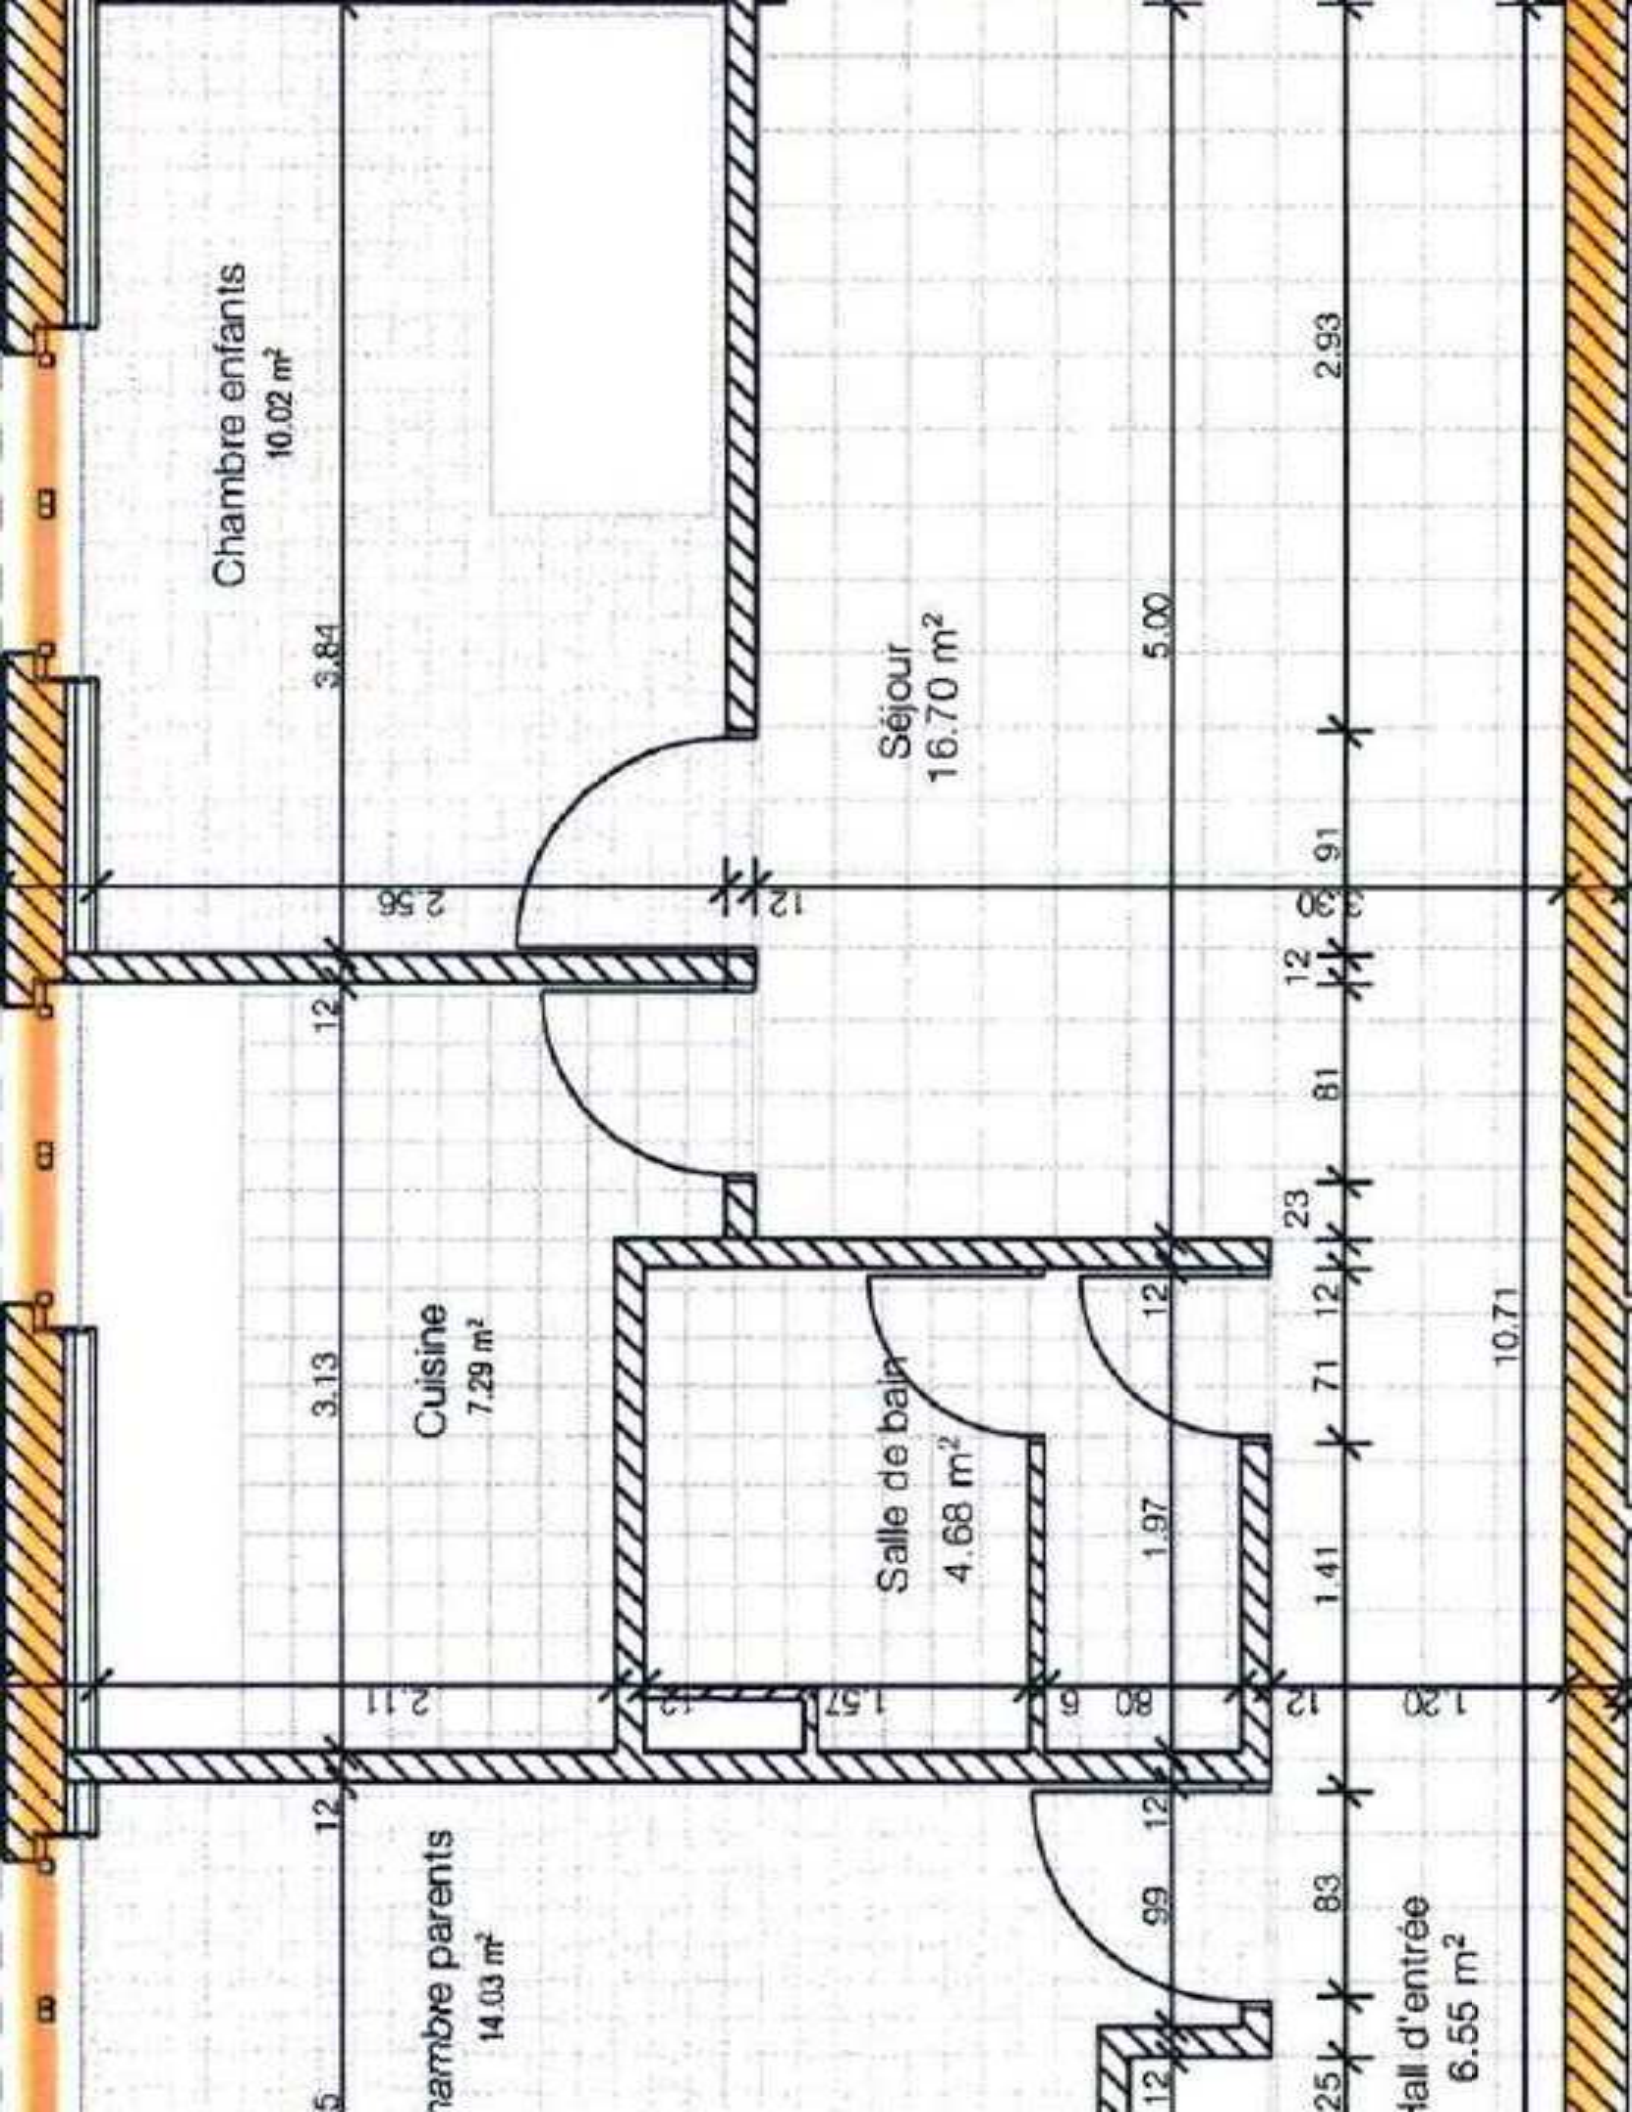 Chambre enfants
10.02 m²
3.84
2.56
12
Séjour
16.70 m²
5.00
2.93
91
12
12
81
23
Cuisine
7.29 m²
3.13
2.11
12
Salle de bain
4.68 m²
1.57
6
12
12
71
1.97
1.41
10.71
12
1.20
12
12
99
83
hambre parents
14.03 m²
5
12
25
Hall d'entrée
6.55 m²